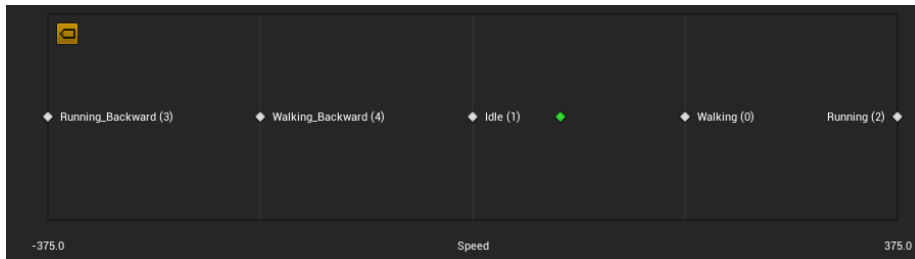 Running_Backward (3) Walking_Backward (4) Idle (1) Walking (0) Running (2)
-375.0 Speed 375.0